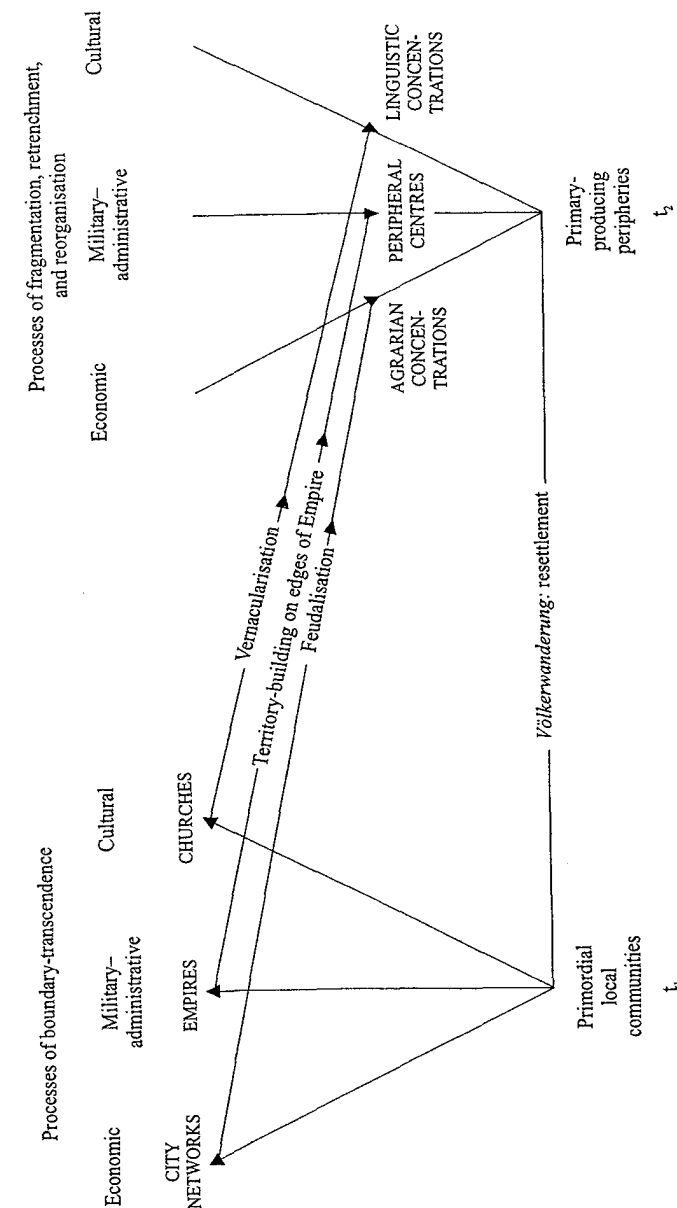 Processes of boundary-transcendence
Economic
Military–
administrative
Cultural
CITY
NETWORKS
EMPIRES
CHURCHES
Primordial
local
communities
t₁
Processes of fragmentation, retrenchment,
and reorganisation
Economic
Military–
administrative
Cultural
Vernacularisation
Territory-building on edges of Empire
Feudalisation
AGRARIAN
CONCEN-
TRATIONS
PERIPHERAL
CENTRES
LINGUISTIC
CONCEN-
TRATIONS
Völkerwanderung: resettlement
Primary-
producing
peripheries
t₂